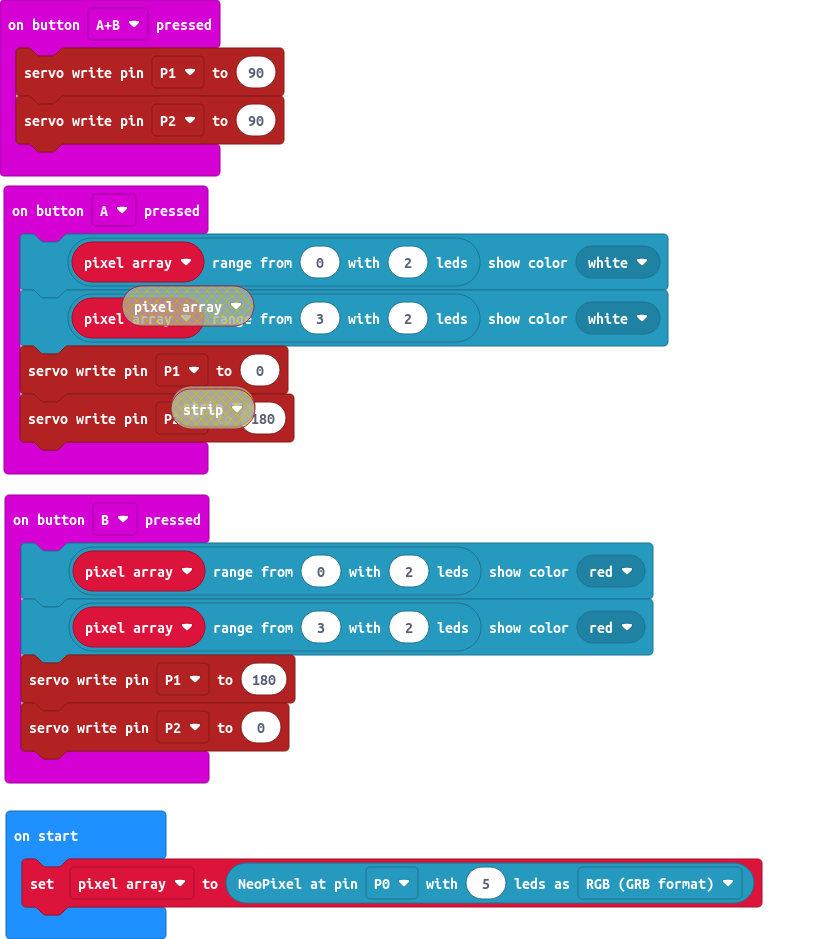 on button A+B pressed
servo write pin P1 to 90
servo write pin P2 to 90
on button A pressed
pixel array range from 0 with 2 leds show color white
pixel array
pixel array range from 3 with 2 leds show color white
servo write pin P1 to 0
strip
servo write pin 180
on button B pressed
pixel array range from 0 with 2 leds show color red
pixel array range from 3 with 2 leds show color red
servo write pin P1 to 180
servo write pin P2 to 0
on start
set pixel array to NeoPixel at pin P0 with 5 leds as RGB (GRB format)